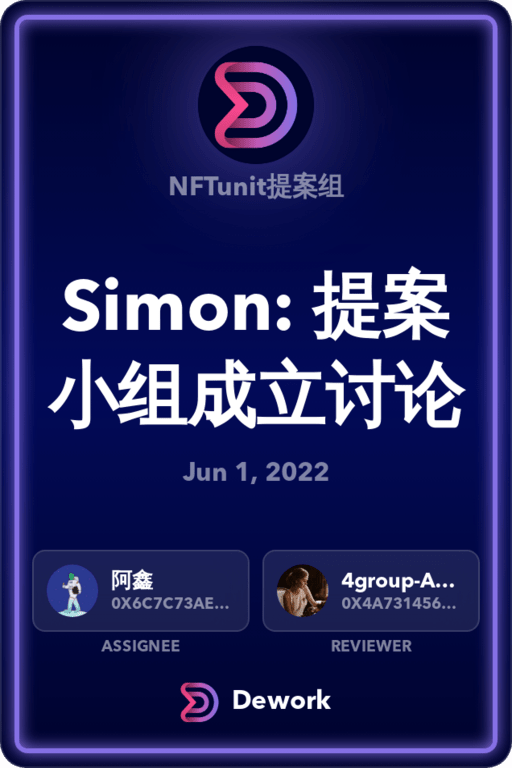 NFTunit提案组
Simon: 提案
小组成立讨论
Jun 1, 2022
阿鑫
0X6C7C73AE...
ASSIGNEE
4group-A...
0X4A731456...
REVIEWER
Dework